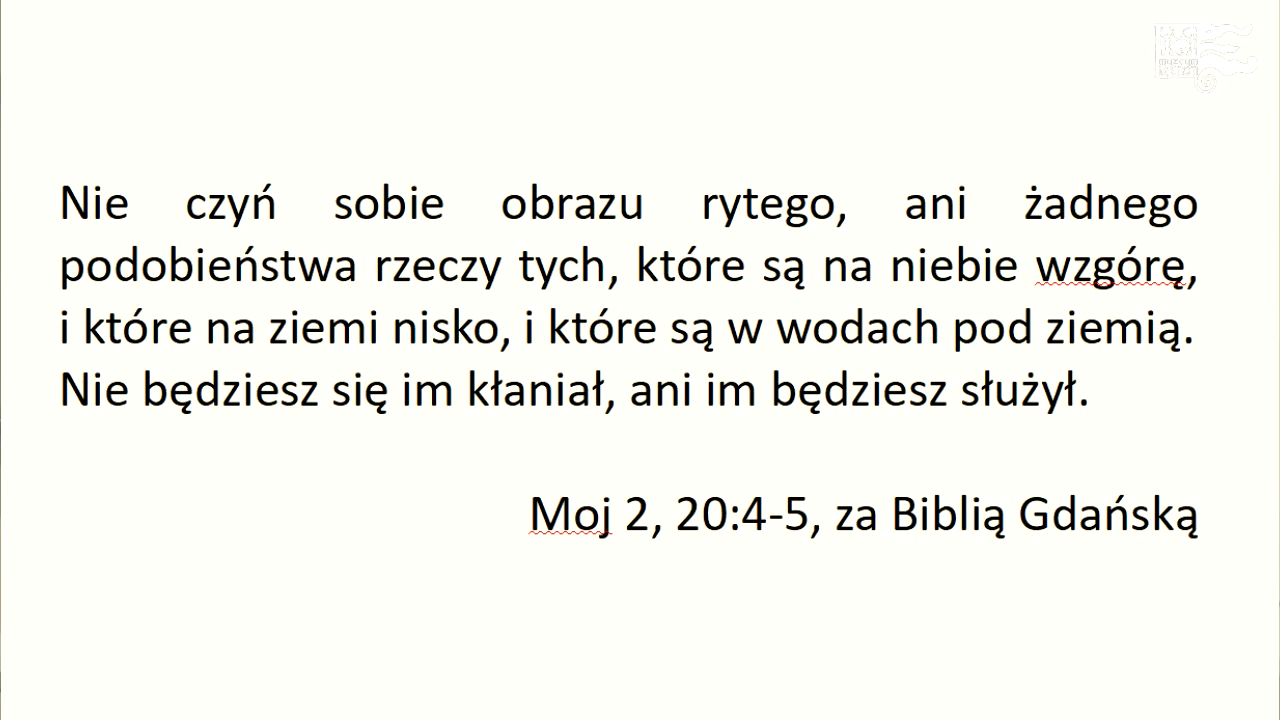 Nie czyń sobie obrazu rytego, ani żadnego
podobieństwa rzeczy tych, które są na niebie wzgórę,
i które na ziemi nisko, i które są w wodach pod ziemią.
Nie będziesz się im kłaniał, ani im będziesz służył.
Moj 2, 20:4-5, za Biblią Gdańską